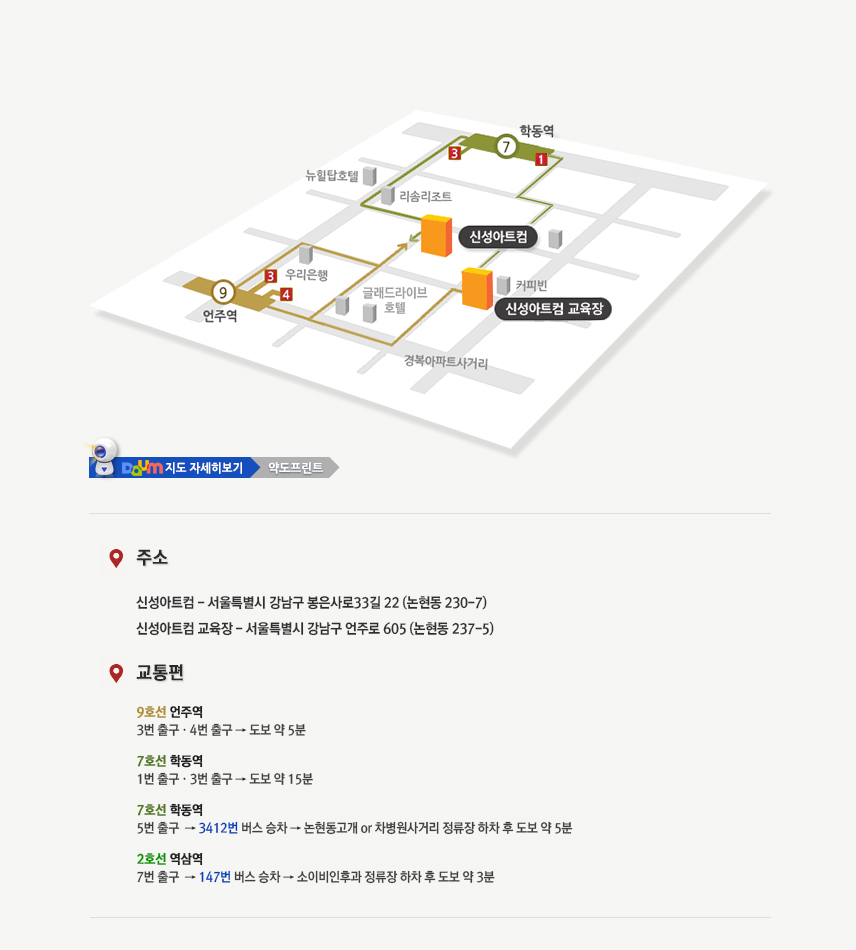 학동역
7
3
1
뉴힐탑호텔
리솜리조트
신성아트컴
우리은행
3
4
9
언주역
글래드라이브
호텔
커피빈
신성아트컴 교육장
경복아파트사거리
Daum 지도 자세히보기
약도프린트
주소
신성아트컴 - 서울특별시 강남구 봉은사로33길 22 (논현동 230-7)
신성아트컴 교육장 - 서울특별시 강남구 언주로 605 (논현동 237-5)
교통편
9호선 언주역
3번 출구 · 4번 출구 → 도보 약 5분
7호선 학동역
1번 출구 · 3번 출구 → 도보 약 15분
7호선 학동역
5번 출구 → 3412번 버스 승차 → 논현동고개 or 차병원사거리 정류장 하차 후 도보 약 5분
2호선 역삼역
7번 출구 → 147번 버스 승차 → 소이비인후과 정류장 하차 후 도보 약 3분